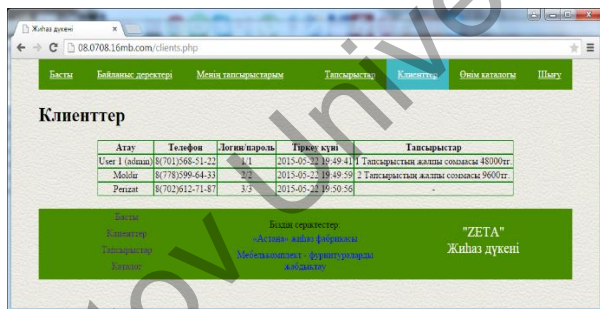 Жиһаз дүкені
08.0708.16mb.com/clients.php
Басты Байланыс деректері Менің тапсырыстарым Тапсырыстар Клиенттер Өнім каталогы Шығу
Клиенттер
Атау Телефон Логин/пароль Тіркеу күні Тапсырыстар
User 1 (admin) 8(701)568-51-22 1/1 2015-05-22 19:49:41 1 Тапсырыстың жалпы соммасы 48000тг.
Moldir 8(778)599-64-33 2/2 2015-05-22 19:49:59 2 Тапсырыстың жалпы соммасы 9600тг.
Perizat 8(702)612-71-87 3/3 2015-05-22 19:50:56 -
Басты
Клиенттер
Тапсырыстар
Каталог
Біздің серіктестер:
«Астана» жиһаз фабрикасы
Мебелькомплект - фурнитураларды
жабдықтау
"ZETA"
Жиһаз дүкені